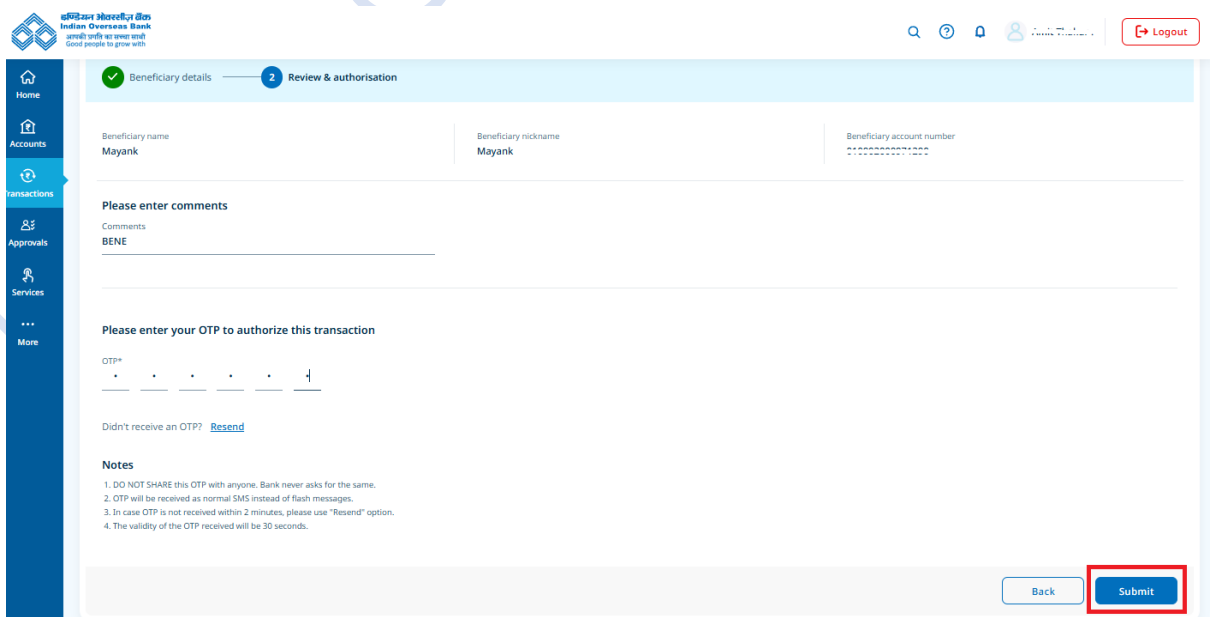 इण्डियन ओवरसीज़ बैंक
Indian Overseas Bank
आपकी प्रगति का सच्चा साथी
Good people to grow with
Logout
Home
Accounts
Transactions
Approvals
Services
More
Beneficiary details
2 Review & authorisation
Beneficiary name
Mayank
Beneficiary nickname
Mayank
Beneficiary account number
Please enter comments
Comments
BENE
Please enter your OTP to authorize this transaction
OTP*
Didn't receive an OTP? Resend
Notes
1. DO NOT SHARE this OTP with anyone. Bank never asks for the same.
2. OTP will be received as normal SMS instead of flash messages.
3. In case OTP is not received within 2 minutes, please use "Resend" option.
4. The validity of the OTP received will be 30 seconds.
Back
Submit